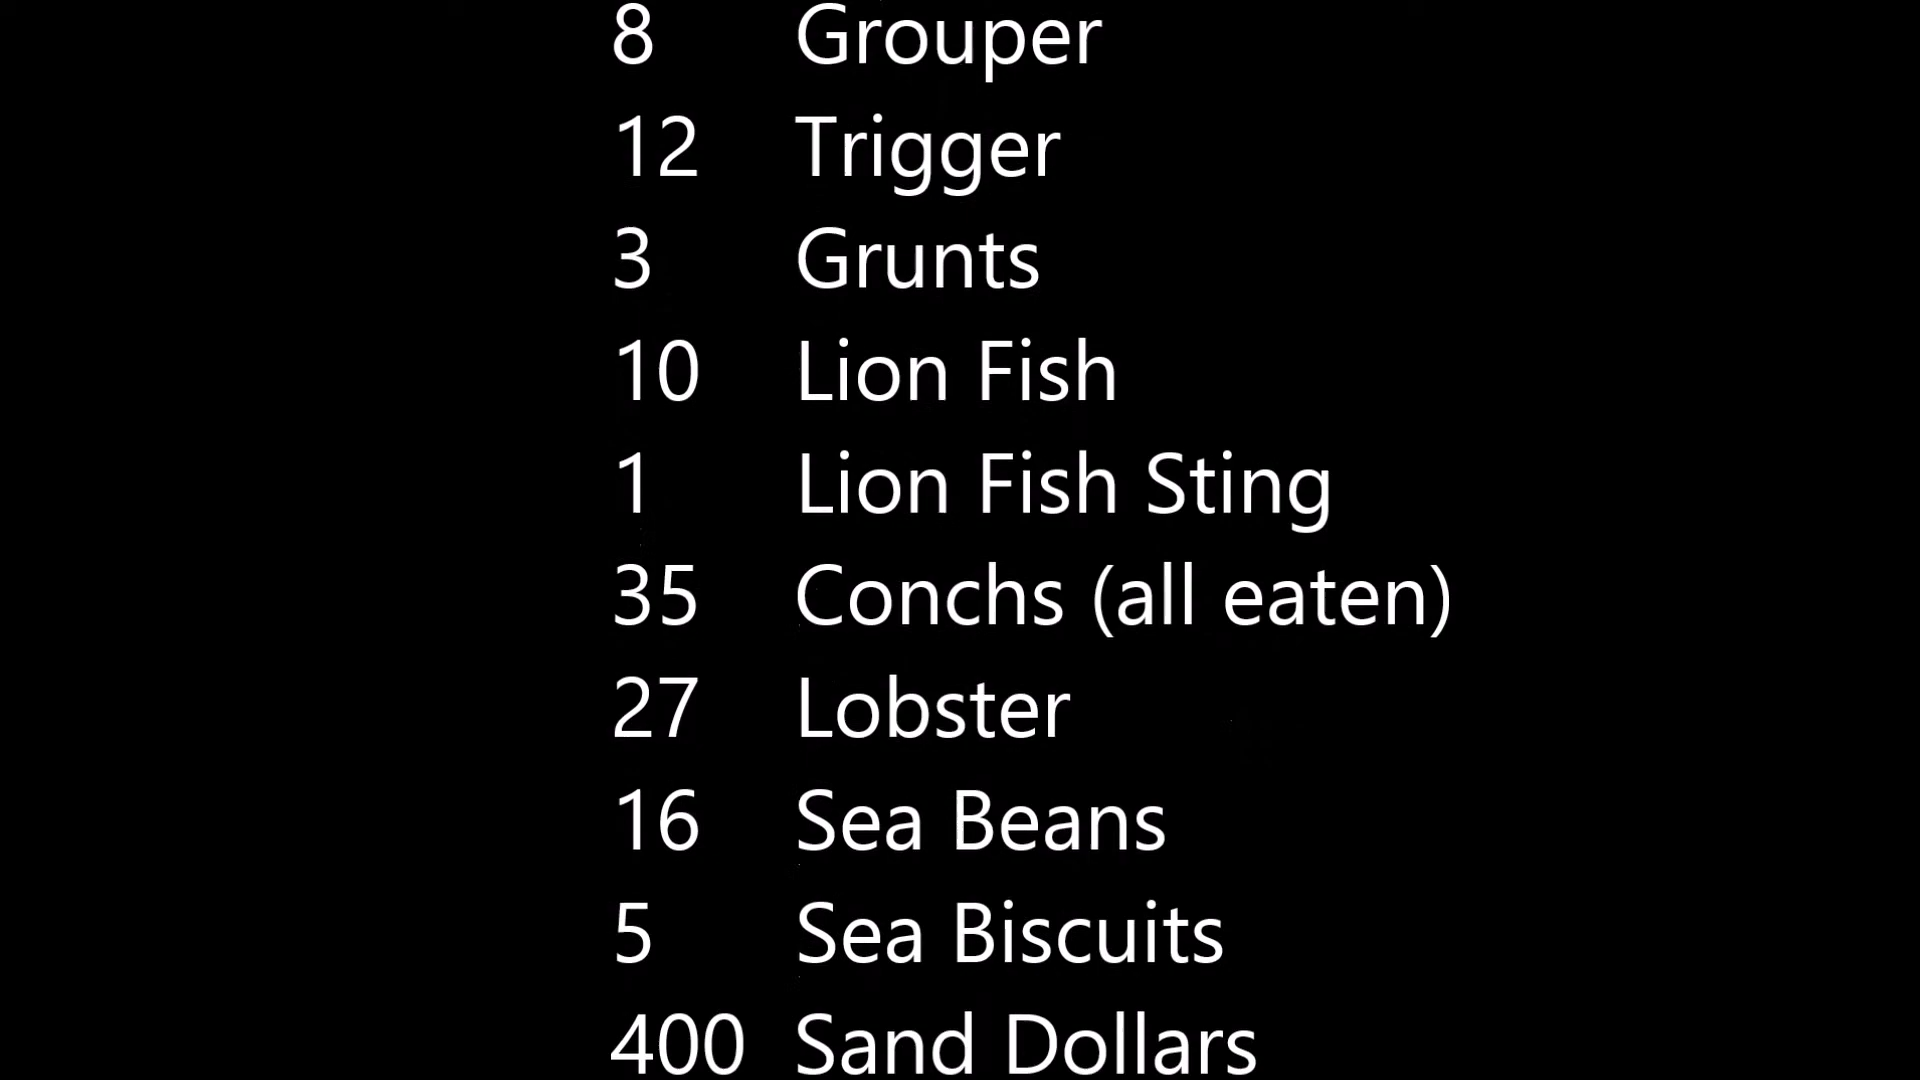 8 Grouper
12 Trigger
3 Grunts
10 Lion Fish
1 Lion Fish Sting
35 Conchs (all eaten)
27 Lobster
16 Sea Beans
5 Sea Biscuits
400 Sand Dollars